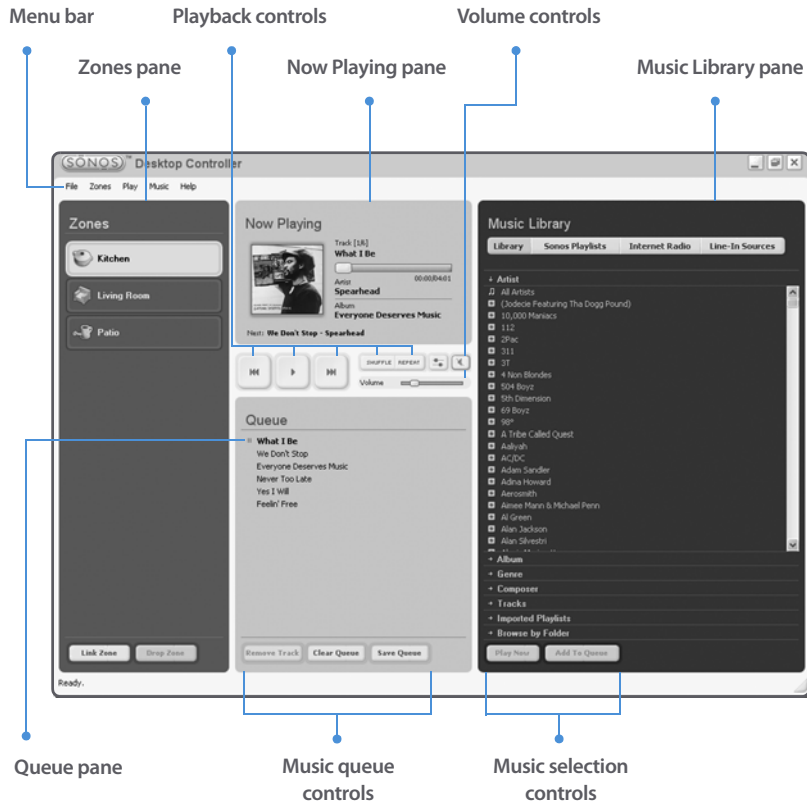 Menu bar
Playback controls
Volume controls
Zones pane
Now Playing pane
Music Library pane
SONOS™ Desktop Controller
File Zones Play Music Help
Zones
Kitchen
Living Room
Patio
Link Zone Drop Zone
Now Playing
Track [1/6]
What I Be
00:00/04:01
Artist
Spearhead
Album
Everyone Deserves Music
Next: We Don't Stop - Spearhead
SHUFFLE REPEAT
Volume
Queue
What I Be
We Don't Stop
Everyone Deserves Music
Never Too Late
Yes I Will
Feelin' Free
Remove Track Clear Queue Save Queue
Music Library
Library Sonos Playlists Internet Radio Line-In Sources
Artist
All Artists
(Jodecie Featuring Tha Dogg Pound)
10,000 Maniacs
112
2Pac
311
3T
4 Non Blondes
504 Boyz
5th Dimension
69 Boyz
98°
A Tribe Called Quest
Aaliyah
AC/DC
Adam Sandler
Adina Howard
Aerosmith
Aimee Mann & Michael Penn
Al Green
Alan Jackson
Alan Silvestri
Album
Genre
Composer
Tracks
Imported Playlists
Browse by Folder
Play Now Add To Queue
Ready.
Queue pane
Music queue
controls
Music selection
controls